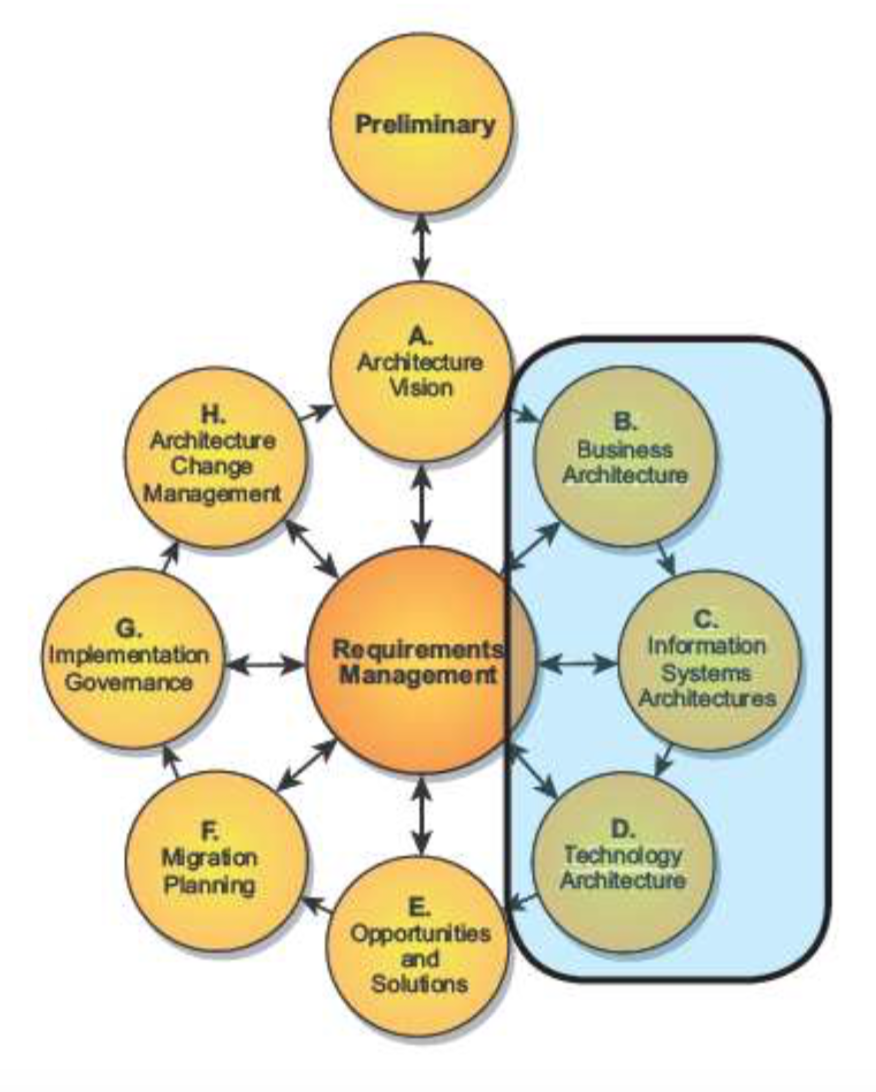 Preliminary
A.
Architecture
Vision
B.
Business
Architecture
C.
Information
Systems
Architectures
D.
Technology
Architecture
E.
Opportunities
and
Solutions
F.
Migration
Planning
G.
Implementation
Governance
H.
Architecture
Change
Management
Requirements
Management